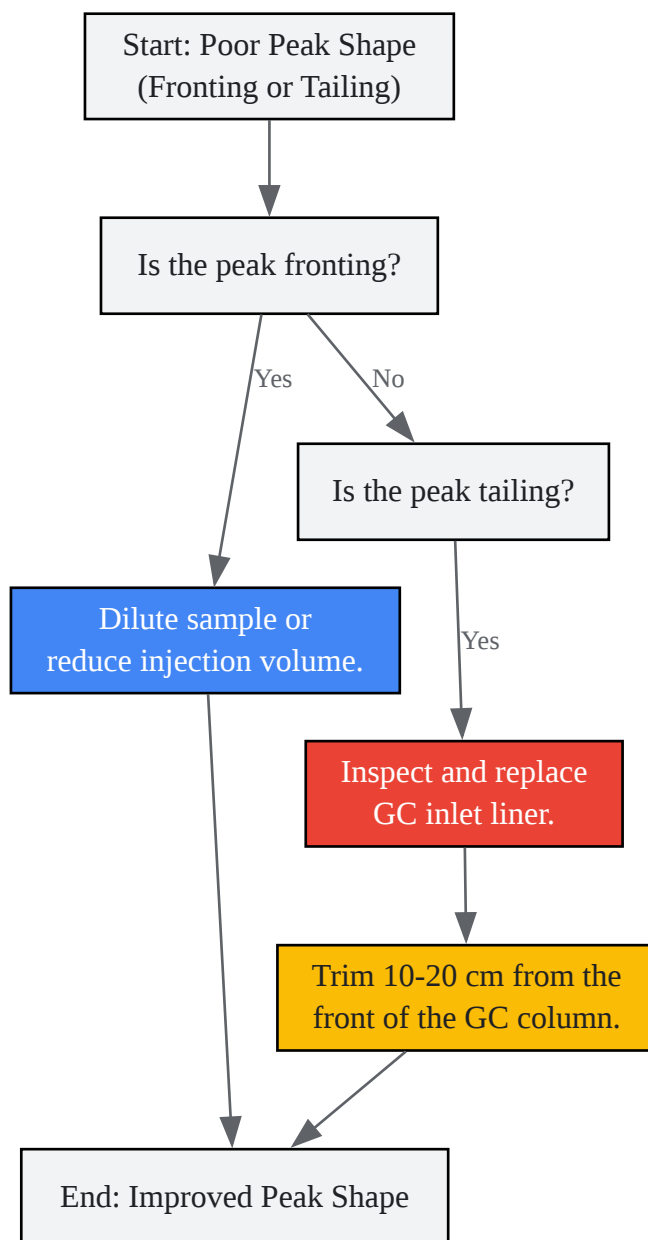 Start: Poor Peak Shape
(Fronting or Tailing)
Is the peak fronting?
Yes
No
Is the peak tailing?
Dilute sample or
reduce injection volume.
Yes
Inspect and replace
GC inlet liner.
Trim 10-20 cm from the
front of the GC column.
End: Improved Peak Shape